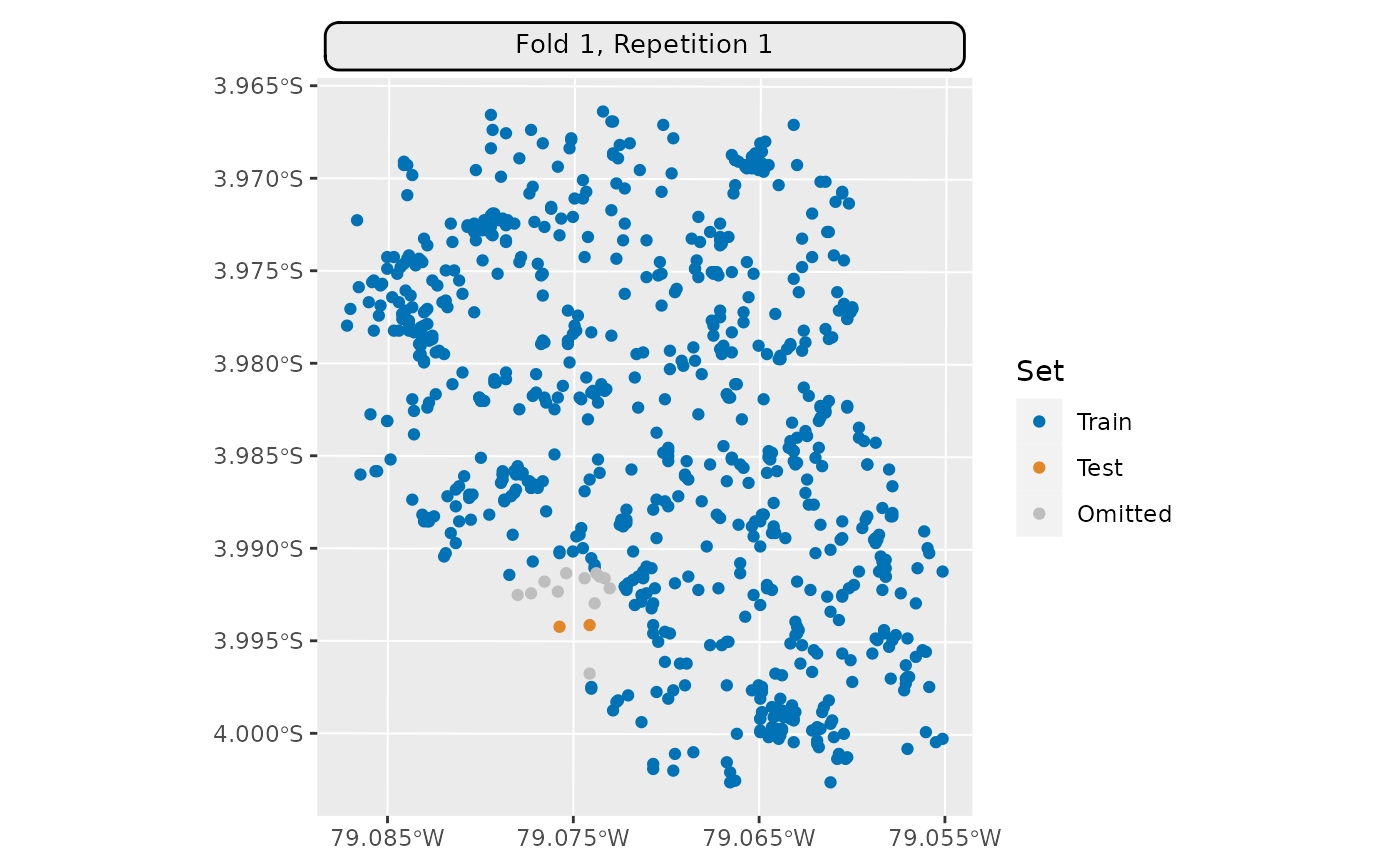 Fold 1, Repetition 1
3.965°S
3.970°S
3.975°S
3.980°S
3.985°S
3.990°S
3.995°S
4.000°S
79.085°W 79.075°W 79.065°W 79.055°W
Set
Train
Test
Omitted